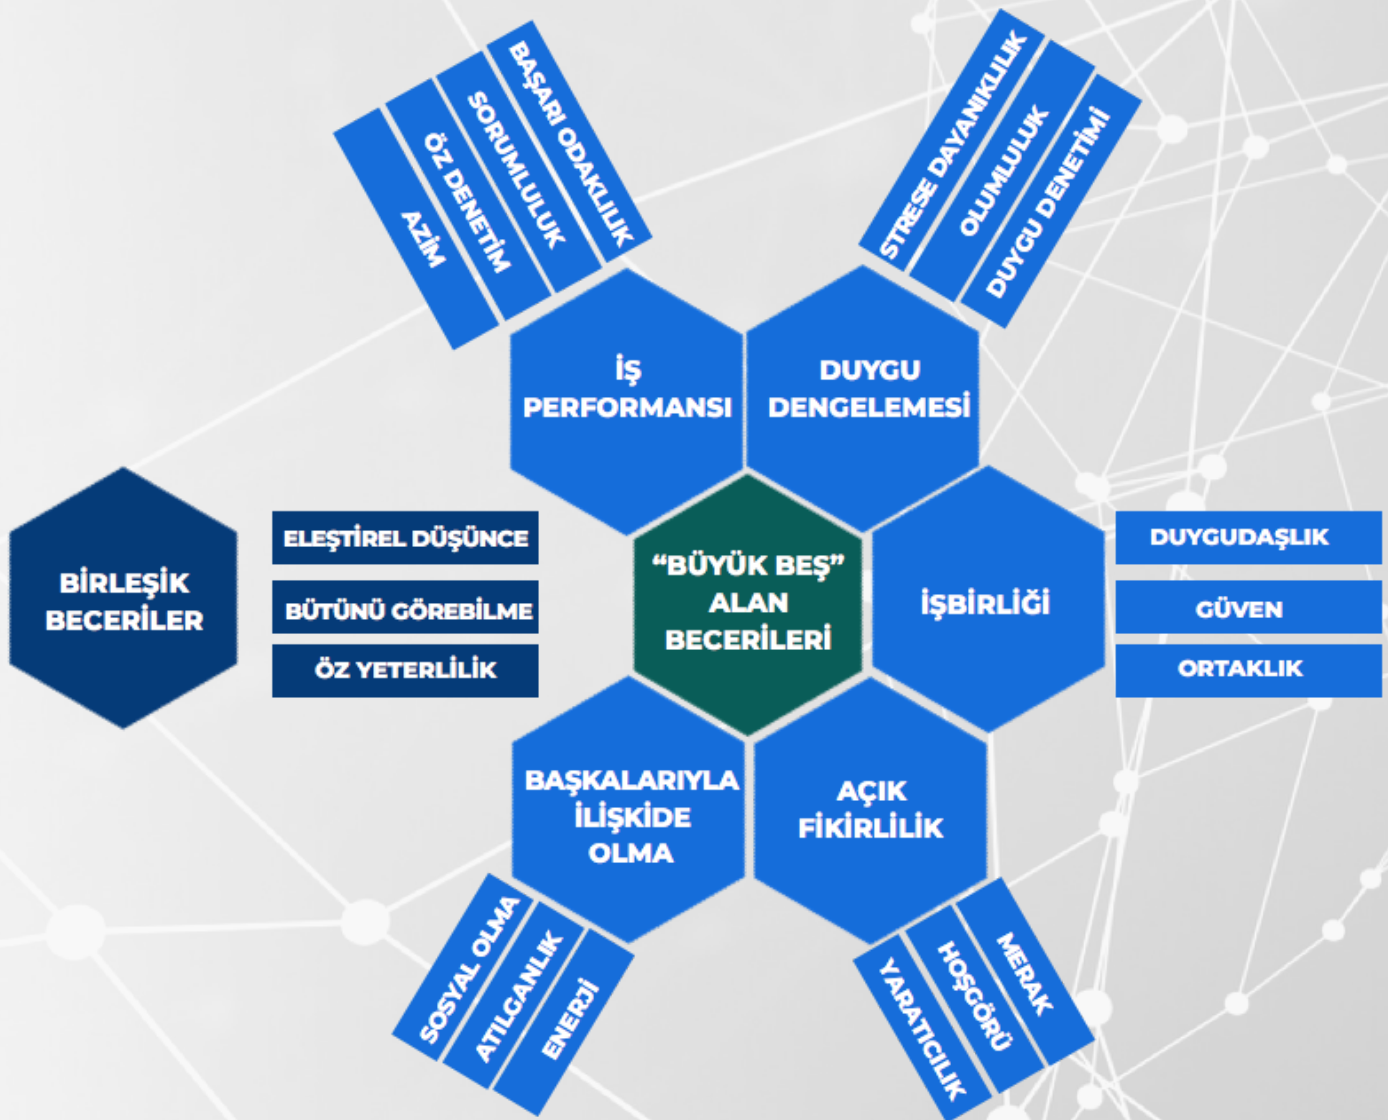 BAŞARI ODAKLILIK
SORUMLULUK
ÖZ DENETİM
AZİM
STRESE DAYANIKLILIK
OLUMLULUK
DUYGU DENETİMİ
İŞ
PERFORMANSI
DUYGU
DENGELEMESİ
BİRLEŞİK
BECERİLER
ELEŞTİREL DÜŞÜNCE
BÜTÜNÜ GÖREBİLME
ÖZ YETERLİLİK
“BÜYÜK BEŞ”
ALAN
BECERİLERİ
İŞBİRLİĞİ
DUYGUDAŞLIK
GÜVEN
ORTAKLIK
BAŞKALARIYLA
İLİŞKİDE
OLMA
AÇIK
FİKİRLİLİK
SOSYAL OLMA
ATILGANLIK
ENERJİ
YARATICILIK
HOŞGÖRÜ
MERAK